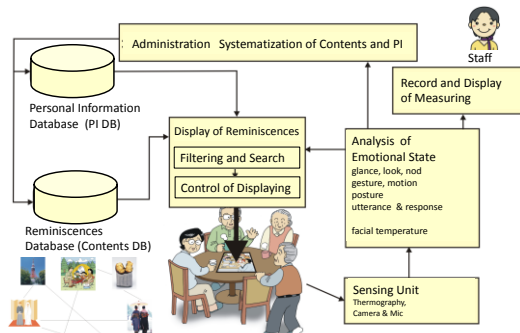 : Administration Systematization of Contents and PI
Staff
Record and Display
of Measuring
Personal Information
Database (PI DB)
Display of Reminiscences
Filtering and Search
Control of Displaying
Analysis of
Emotional State
glance, look, nod
gesture, motion
posture
utterance & response
facial temperature
Reminiscences
Database (Contents DB)
Sensing Unit
Thermography,
Camera & Mic